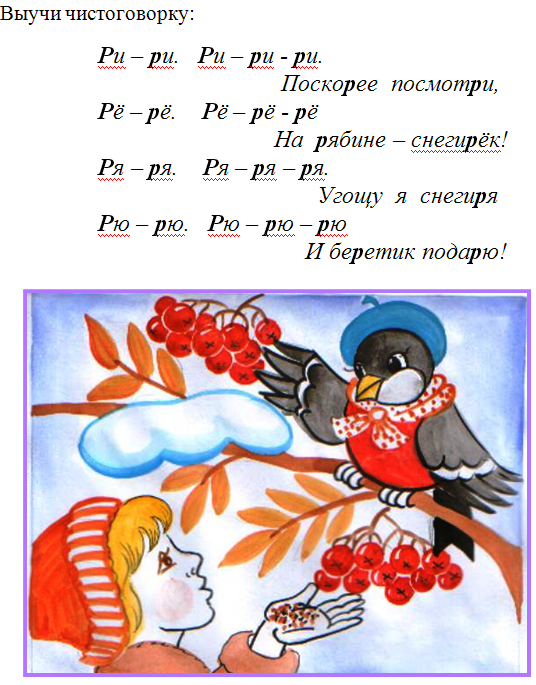 Выучи чистоговорку:
Ри – ри. Ри – ри - ри.
Поскорее посмотри,
Рё – рё. Рё – рё - рё
На рябине – снегирёк!
Ря – ря. Ря – ря – ря.
Угощу я снегиря
Рю – рю. Рю – рю – рю
И беретик подарю!